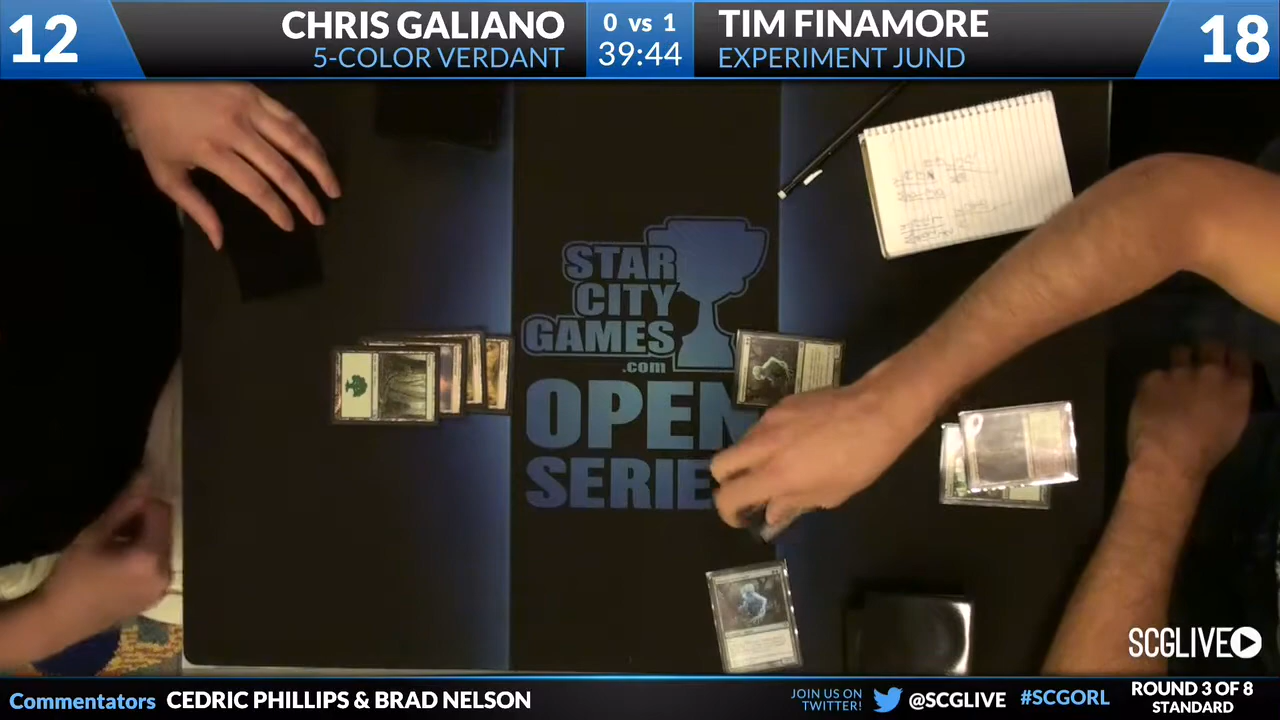 12
CHRIS GALIANO
5-COLOR VERDANT
0 vs 1
39:44
TIM FINAMORE
EXPERIMENT JUND
18
STAR
CITY
GAMES
.com
OPEN
SERIE
SCGLIVE
Commentators CEDRIC PHILLIPS & BRAD NELSON
JOIN US ON
TWITTER!
@SCGLIVE #SCGORL
ROUND 3 OF 8
STANDARD